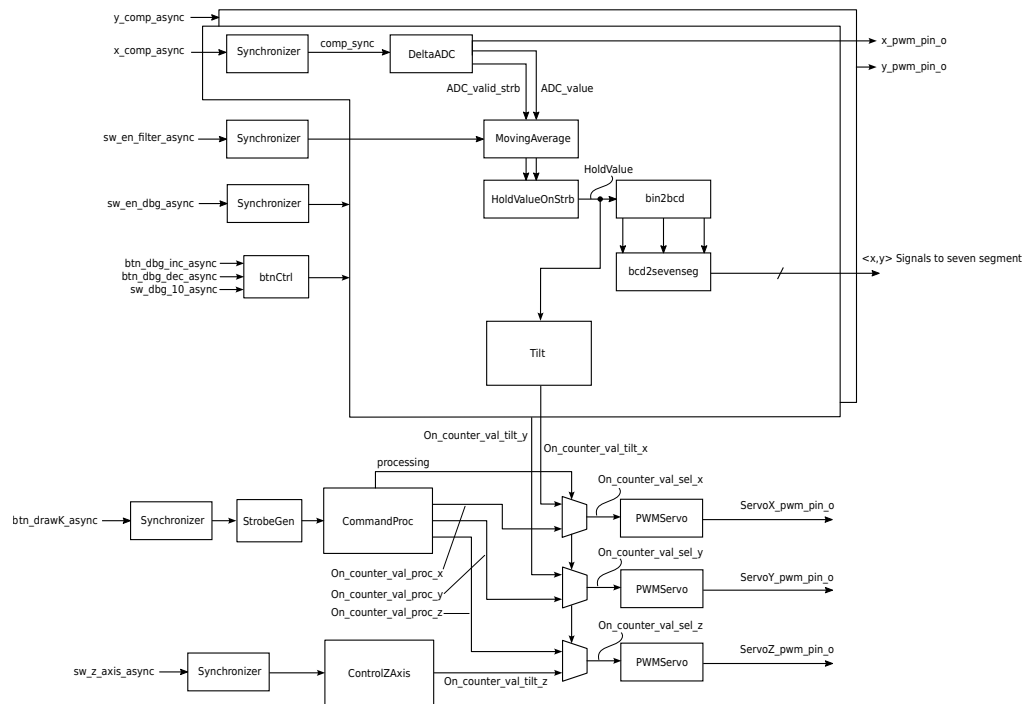 y_comp_async
x_comp_async
Synchronizer
comp_sync
DeltaADC
x_pwm_pin_o
y_pwm_pin_o
ADC_valid_strb
ADC_value
sw_en_filter_async
Synchronizer
MovingAverage
HoldValue
sw_en_dbg_async
Synchronizer
HoldValueOnStrb
bin2bcd
btn_dbg_inc_async
btn_dbg_dec_async
sw_dbg_10_async
btnCtrl
bcd2sevenseg
<x,y> Signals to seven segment
Tilt
On_counter_val_tilt_y
On_counter_val_tilt_x
processing
On_counter_val_sel_x
btn_drawK_async
Synchronizer
StrobeGen
CommandProc
PWMServo
ServoX_pwm_pin_o
On_counter_val_proc_x
On_counter_val_proc_y
On_counter_val_proc_z
On_counter_val_sel_y
PWMServo
ServoY_pwm_pin_o
On_counter_val_sel_z
sw_z_axis_async
Synchronizer
ControlZAxis
On_counter_val_tilt_z
PWMServo
ServoZ_pwm_pin_o